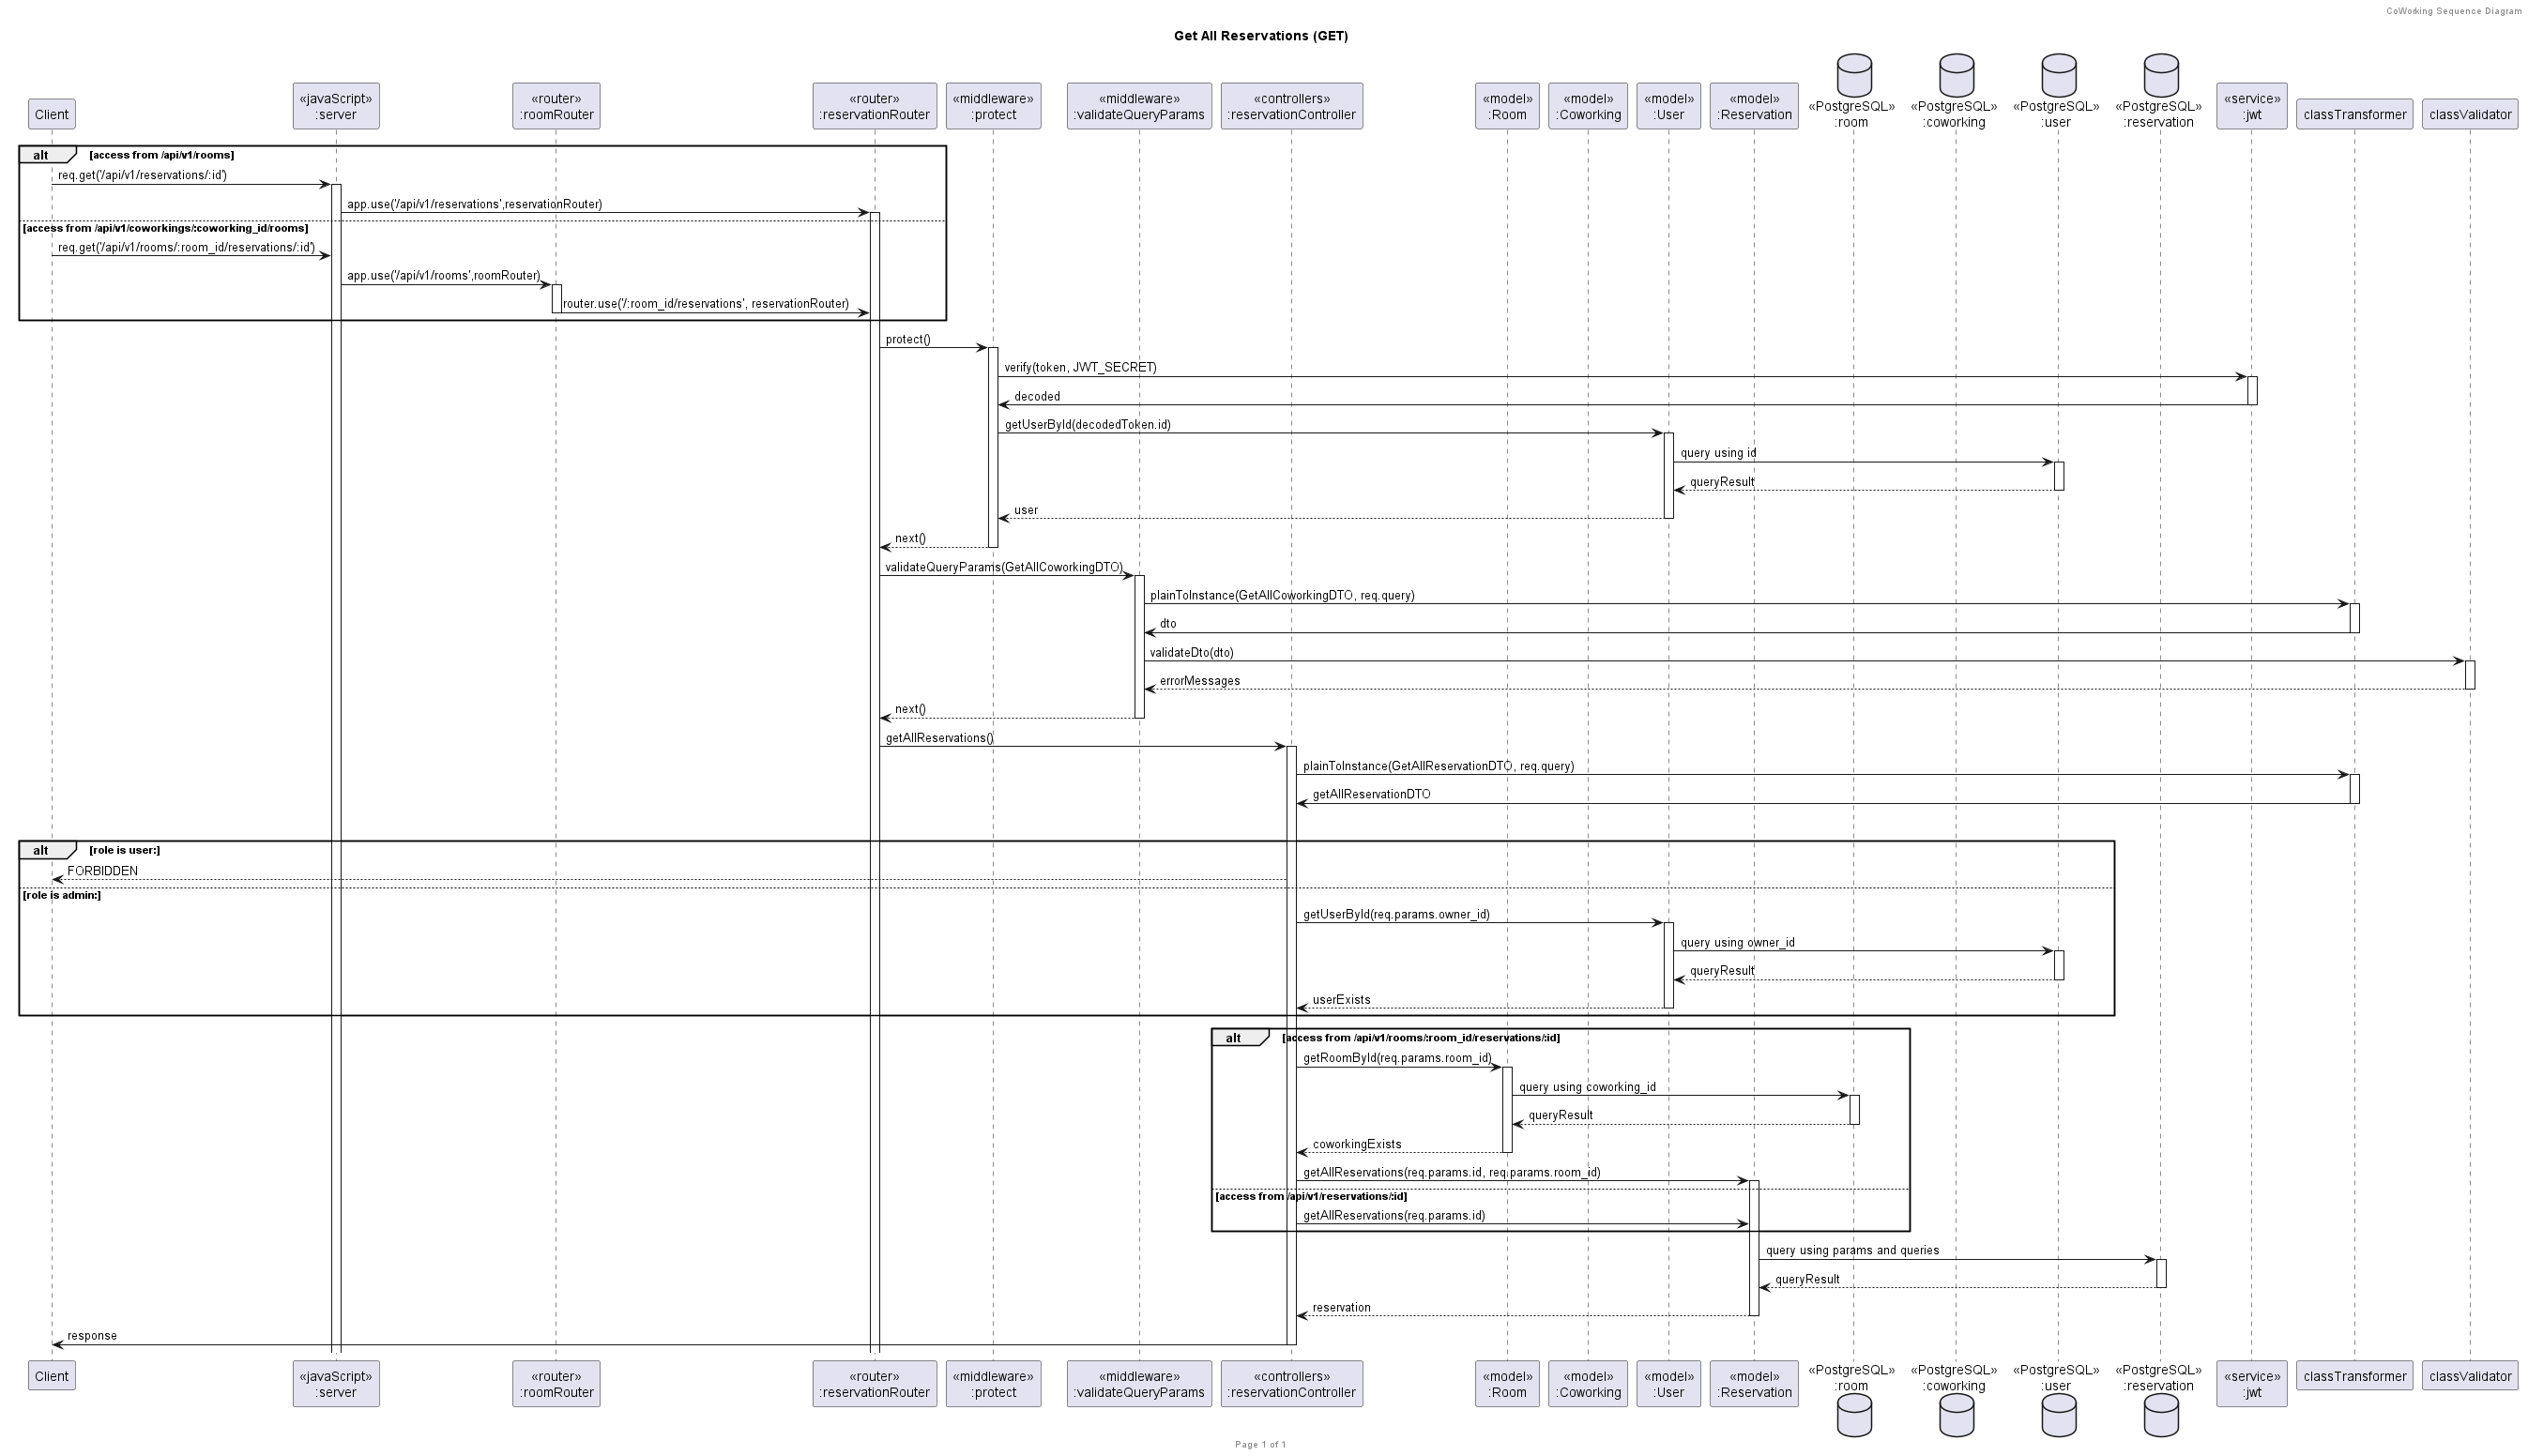 CoWorking Sequence Diagram
Get All Reservations (GET)
Client
«javaScript»
:server
«router»
:roomRouter
«router»
:reservationRouter
«middleware»
:protect
«middleware»
:validateQueryParams
«controllers»
:reservationController
«model»
:Room
«model»
:Coworking
«model»
:User
«model»
:Reservation
«PostgreSQL»
:room
«PostgreSQL»
:coworking
«PostgreSQL»
:user
«PostgreSQL»
:reservation
«service»
:jwt
classTransformer
classValidator
alt [access from /api/v1/rooms]
req.get('/api/v1/reservations/:id')
app.use('/api/v1/reservations',reservationRouter)
[access from /api/v1/coworkings/:coworking_id/rooms]
req.get('/api/v1/rooms/:room_id/reservations/:id')
app.use('/api/v1/rooms',roomRouter)
router.use('/:room_id/reservations', reservationRouter)
protect()
verify(token, JWT_SECRET)
decoded
getUserById(decodedToken.id)
query using id
queryResult
user
next()
validateQueryParams(GetAllCoworkingDTO)
plainToInstance(GetAllCoworkingDTO, req.query)
dto
validateDto(dto)
errorMessages
next()
getAllReservations()
plainToInstance(GetAllReservationDTO, req.query)
getAllReservationDTO
alt [role is user:]
FORBIDDEN
[role is admin:]
getUserById(req.params.owner_id)
query using owner_id
queryResult
userExists
alt [access from /api/v1/rooms/:room_id/reservations/:id]
getRoomById(req.params.room_id)
query using coworking_id
queryResult
coworkingExists
getAllReservations(req.params.id, req.params.room_id)
[access from /api/v1/reservations/:id]
getAllReservations(req.params.id)
query using params and queries
queryResult
reservation
response
Client
«javaScript»
:server
«router»
:roomRouter
«router»
:reservationRouter
«middleware»
:protect
«middleware»
:validateQueryParams
«controllers»
:reservationController
«model»
:Room
«model»
:Coworking
«model»
:User
«model»
:Reservation
«PostgreSQL»
:room
«PostgreSQL»
:coworking
«PostgreSQL»
:user
«PostgreSQL»
:reservation
«service»
:jwt
classTransformer
classValidator
Page 1 of 1